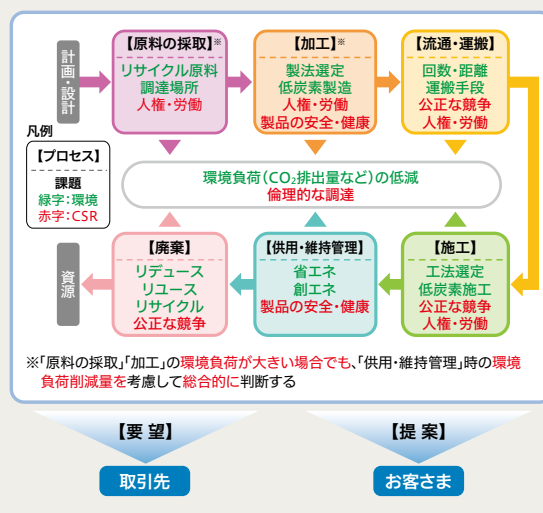 計画・設計
【原料の採取】※
リサイクル原料
調達場所
人権・労働
【加工】※
製法選定
低炭素製造
人権・労働
製品の安全・健康
【流通・運搬】
回数・距離
運搬手段
公正な競争
人権・労働
凡例
【プロセス】
課題
緑字：環境
赤字：CSR
環境負荷（CO₂排出量など）の低減
倫理的な調達
資源
【廃棄】
リデュース
リユース
リサイクル
公正な競争
【供用・維持管理】
省エネ
創エネ
製品の安全・健康
【施工】
工法選定
低炭素施工
公正な競争
人権・労働
※「原料の採取」「加工」の環境負荷が大きい場合でも、「供用・維持管理」時の環境
負荷削減量を考慮して総合的に判断する
【要 望】
取引先
【提 案】
お客さま